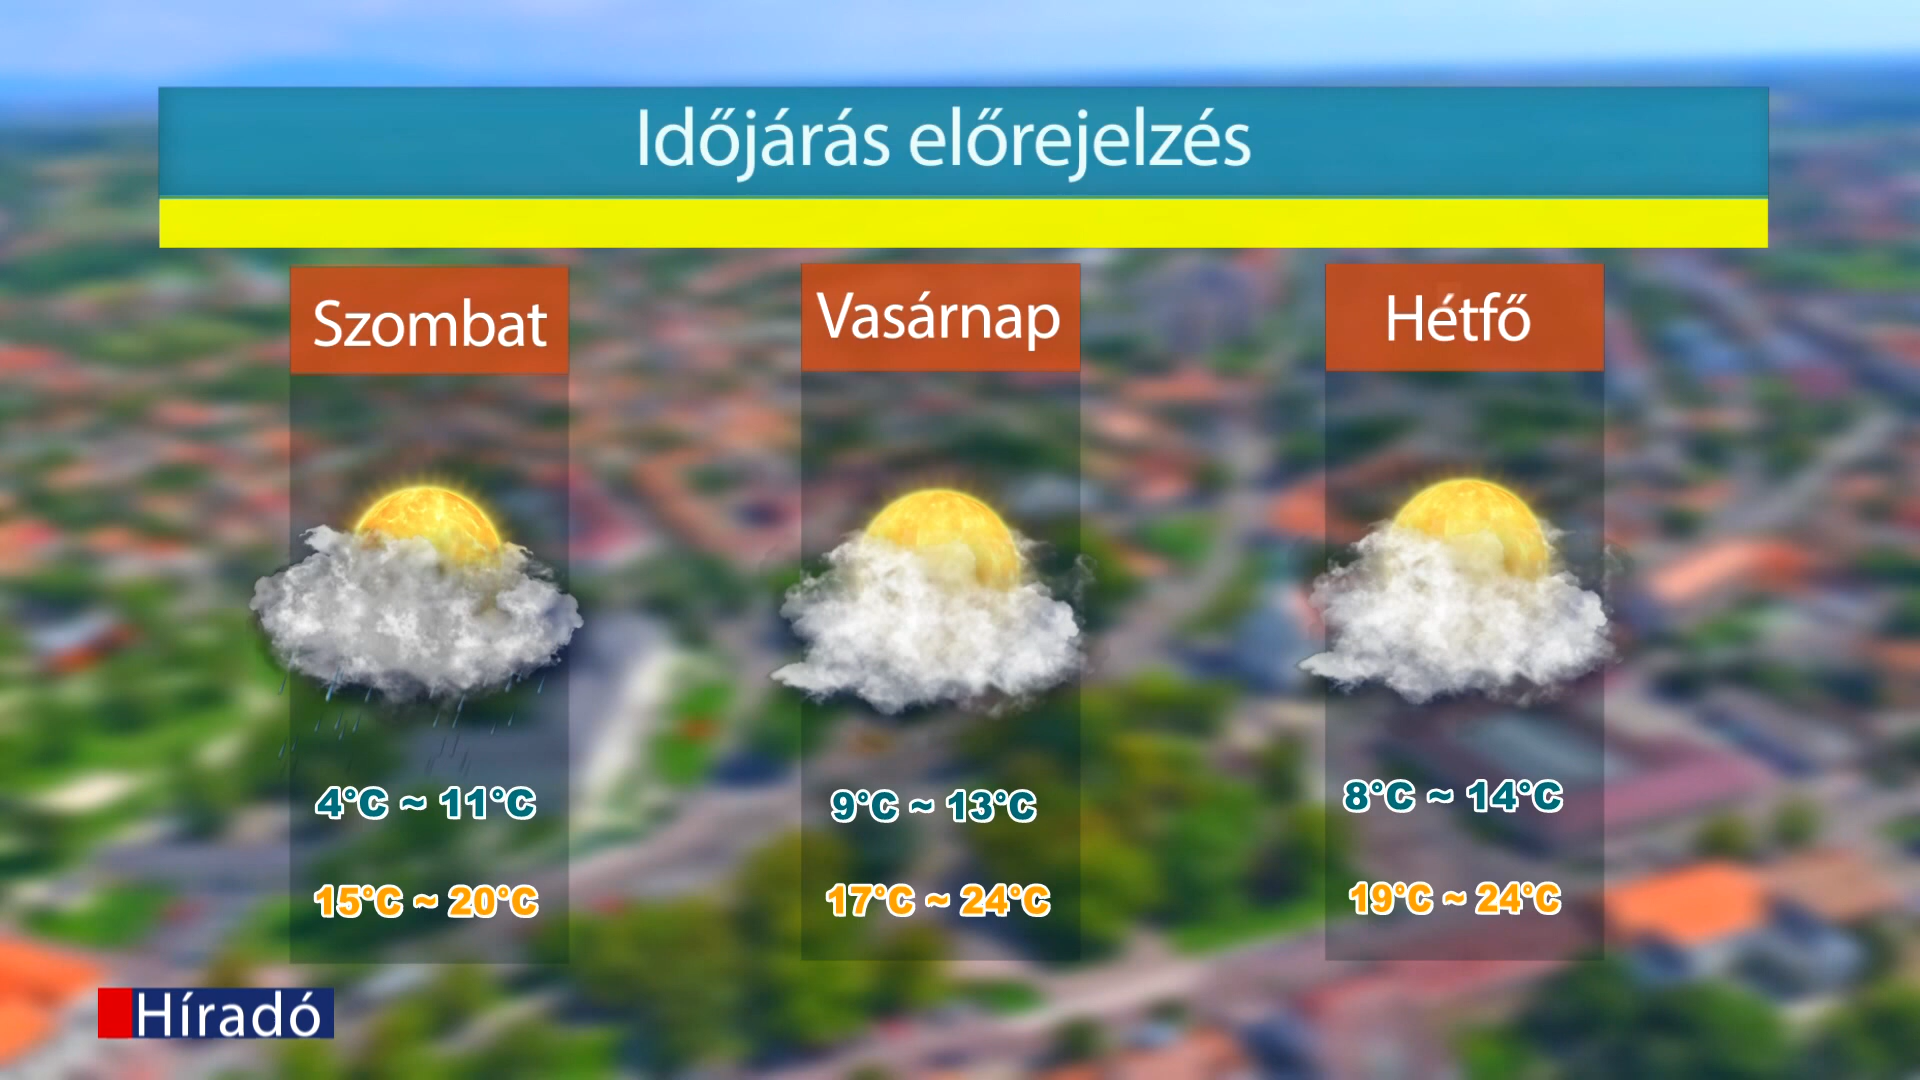 Időjárás előrejelzés
Szombat
Vasárnap
Hétfő
4°C ~ 11°C
9°C ~ 13°C
8°C ~ 14°C
15°C ~ 20°C
17°C ~ 24°C
19°C ~ 24°C
Híradó